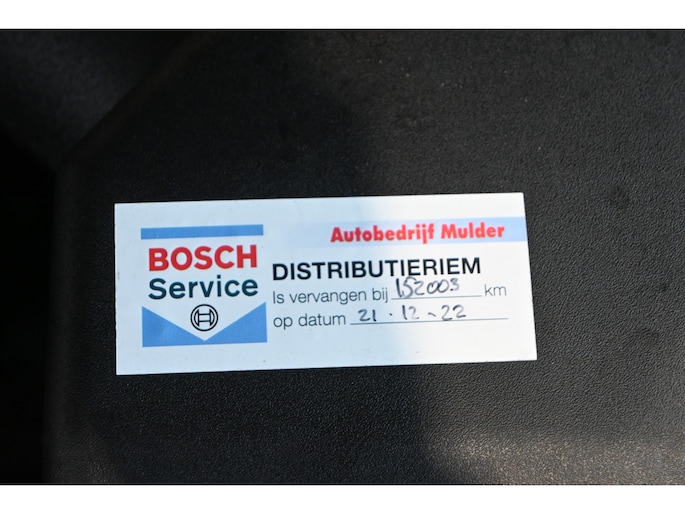 Autobedrijf Mulder
BOSCH
Service
DISTRIBUTIERIEM
Is vervangen bij 152003 km
op datum 21-12-22